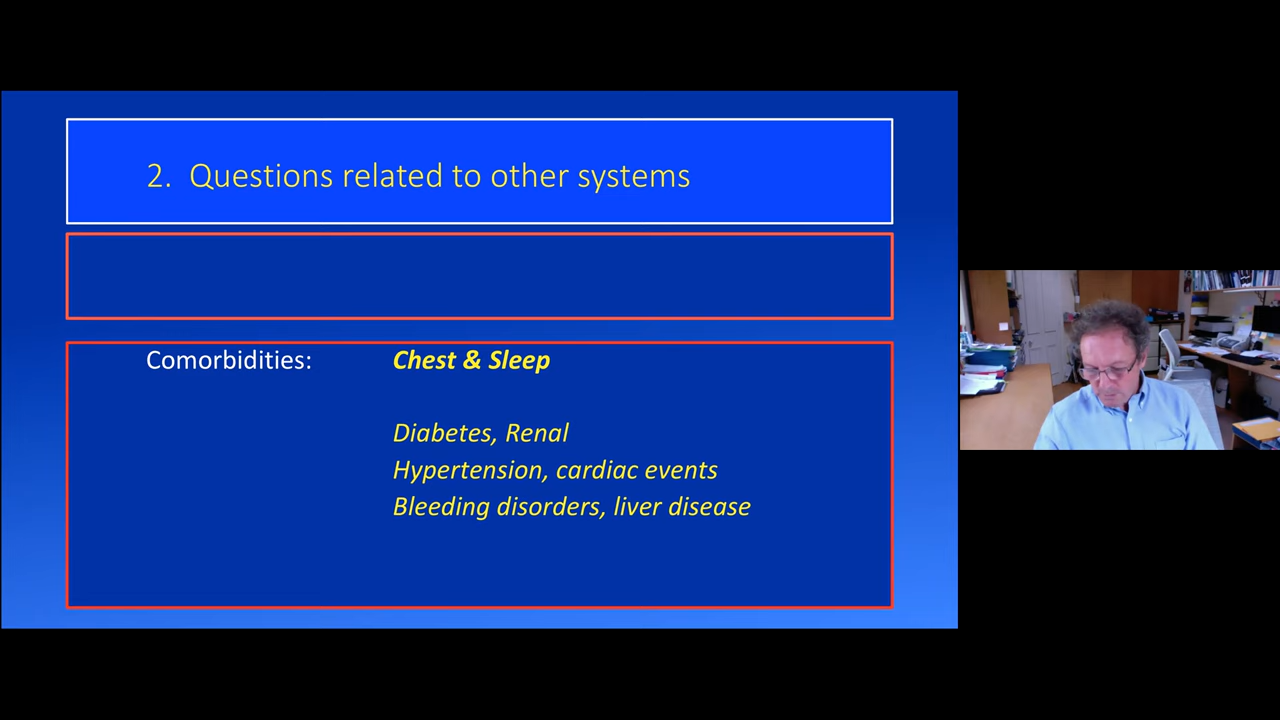 2. Questions related to other systems
Comorbidities: Chest & Sleep
Diabetes, Renal
Hypertension, cardiac events
Bleeding disorders, liver disease